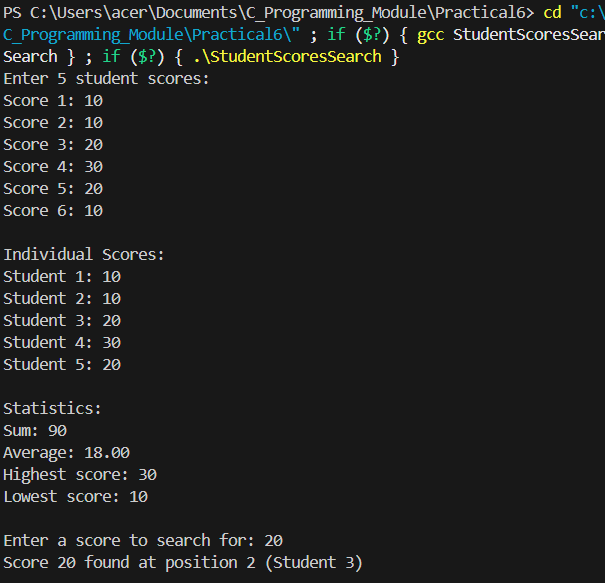 PS C:\Users\acer\Documents\C_Programming_Module\Practical6> cd "c:\
C_Programming_Module\Practical6\" ; if ($?) { gcc StudentScoresSear
Search } ; if ($?) { .\StudentScoresSearch }
Enter 5 student scores:
Score 1: 10
Score 2: 10
Score 3: 20
Score 4: 30
Score 5: 20
Score 6: 10

Individual Scores:
Student 1: 10
Student 2: 10
Student 3: 20
Student 4: 30
Student 5: 20

Statistics:
Sum: 90
Average: 18.00
Highest score: 30
Lowest score: 10

Enter a score to search for: 20
Score 20 found at position 2 (Student 3)